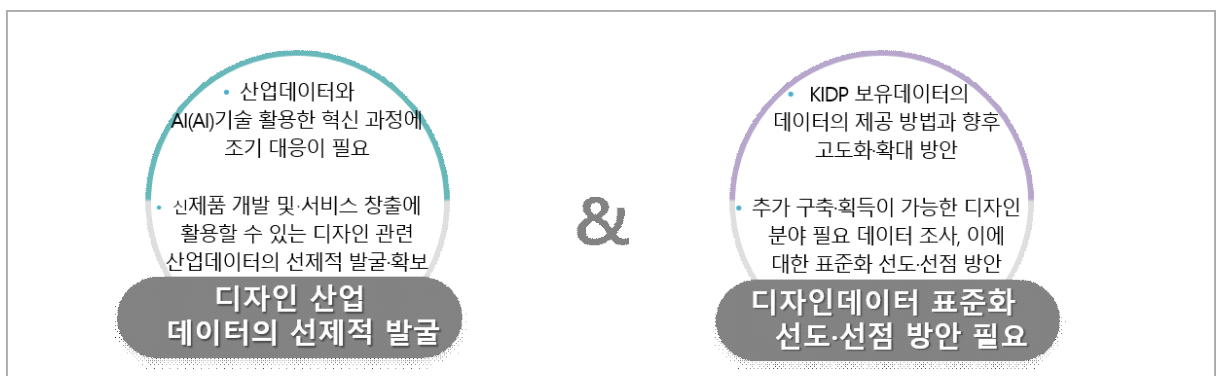 • 산업데이터와
AI(AI)기술 활용한 혁신 과정에
조기 대응이 필요
• 신제품 개발 및·서비스 창출에
활용할 수 있는 디자인 관련
산업데이터의 선제적 발굴·확보
디자인 산업
데이터의 선제적 발굴
&
• KIDP 보유데이터의
데이터의 제공 방법과 향후
고도화·확대 방안
• 추가 구축·획득이 가능한 디자인
분야 필요 데이터 조사, 이에
대한 표준화 선도·선점 방안
디자인데이터 표준화
선도·선점 방안 필요